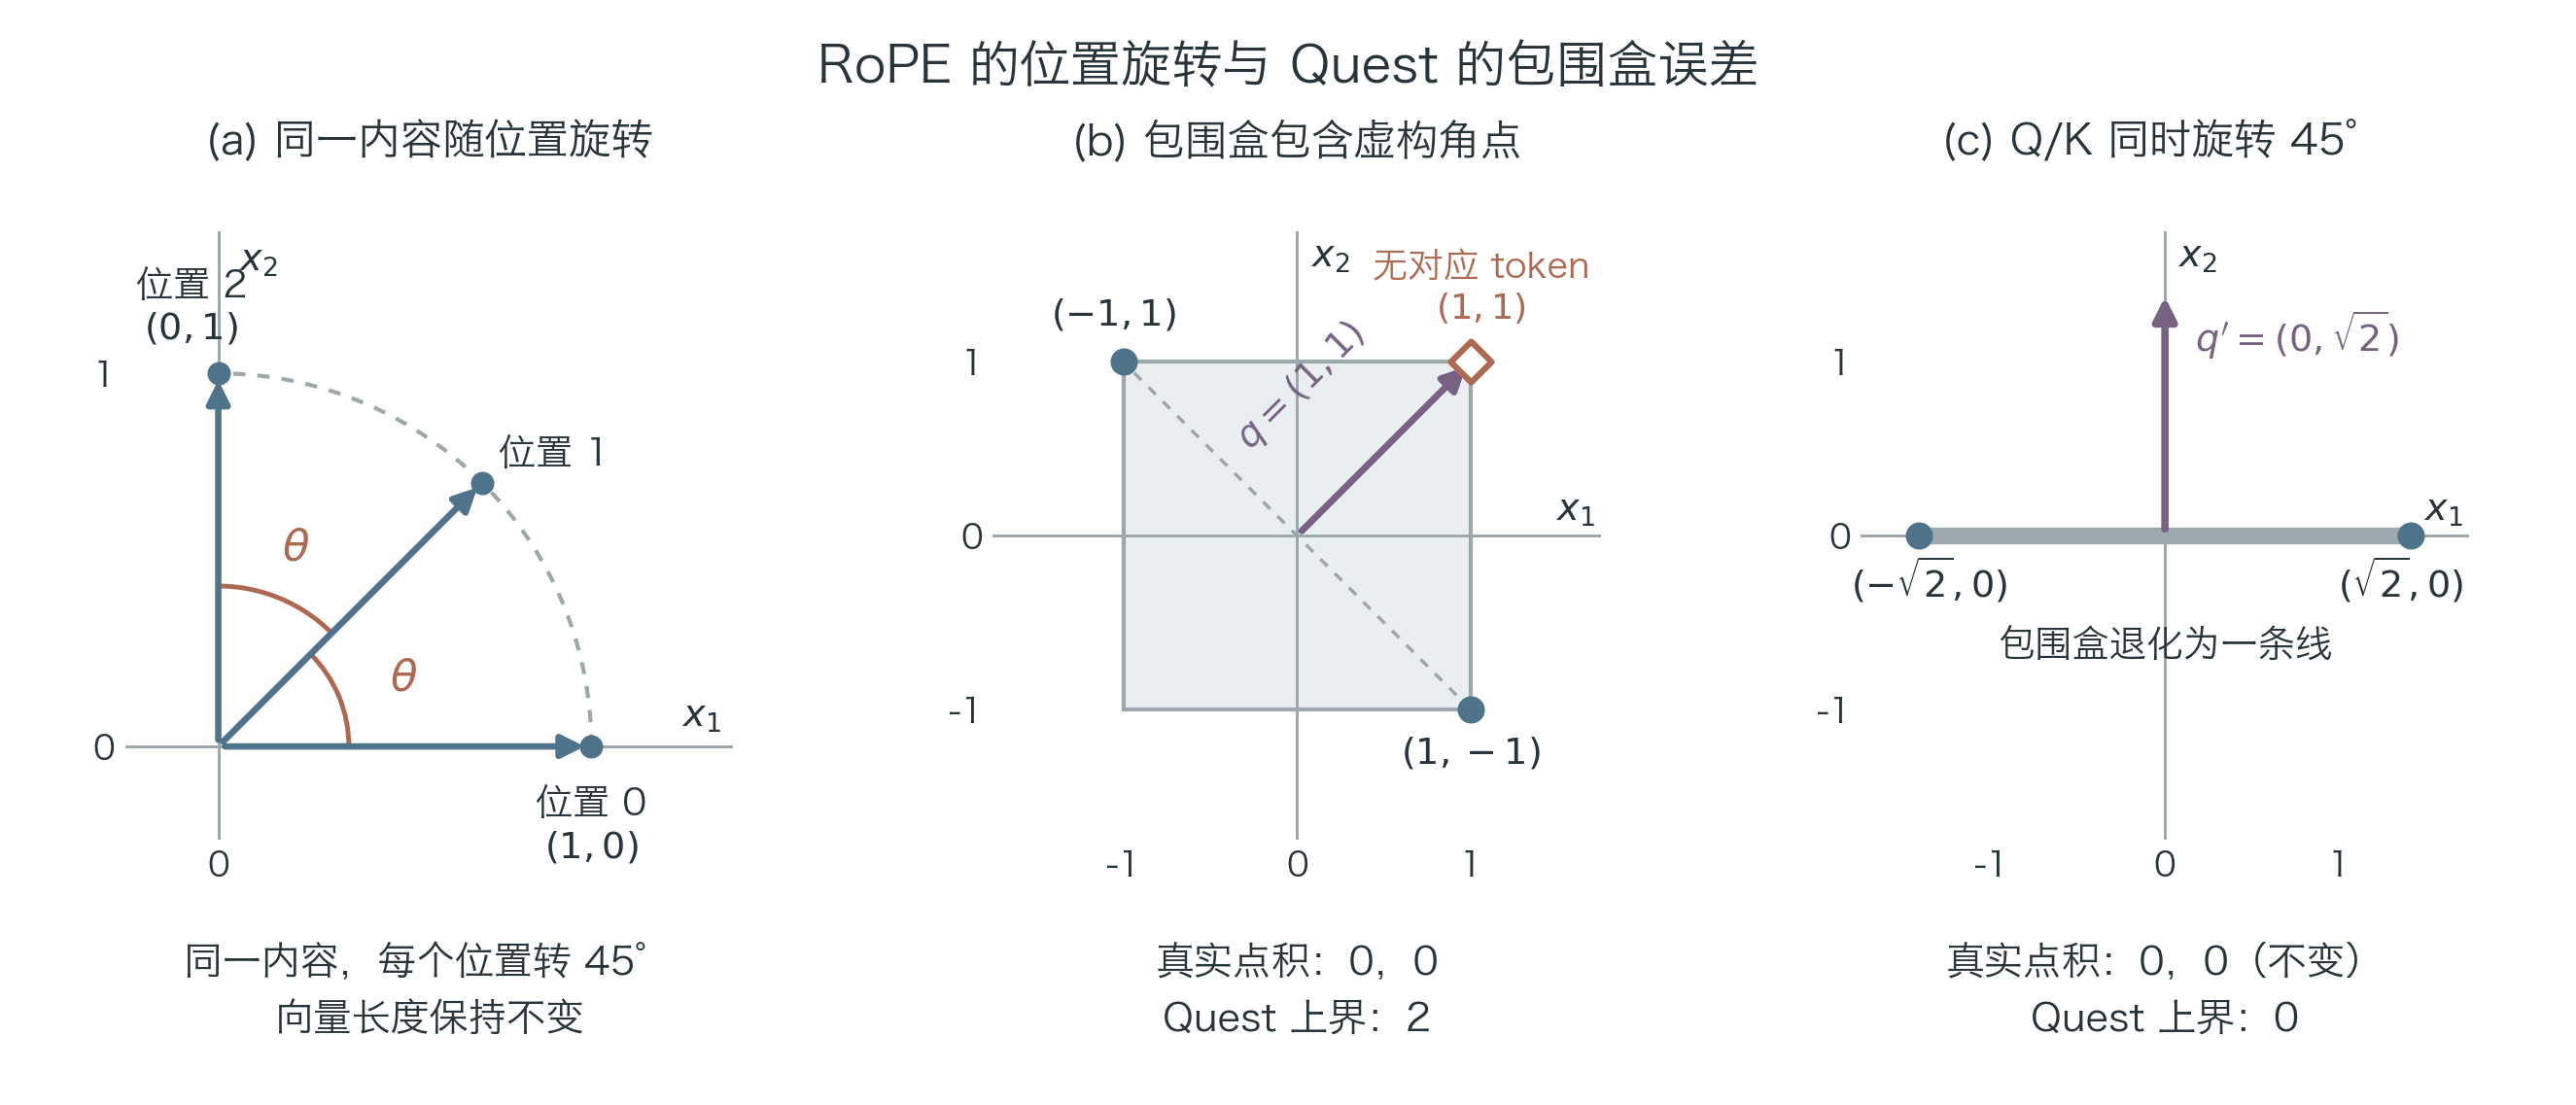 RoPE 的位置旋转与 Quest 的包围盒误差
(a) 同一内容随位置旋转
x₂
位置 2
(0, 1)
1
位置 1
θ
θ
x₁
0
位置 0
(1, 0)
0
同一内容，每个位置转 45°
向量长度保持不变
(b) 包围盒包含虚构角点
x₂
无对应 token
(1, 1)
(−1, 1)
q = (1, 1)
1
x₁
0
-1
(1, −1)
-1
0
1
真实点积：0，0
Quest 上界：2
(c) Q/K 同时旋转 45°
x₂
q′ = (0, √2)
1
x₁
0
(−√2, 0)
(√2, 0)
包围盒退化为一条线
-1
-1
0
1
真实点积：0，0（不变）
Quest 上界：0